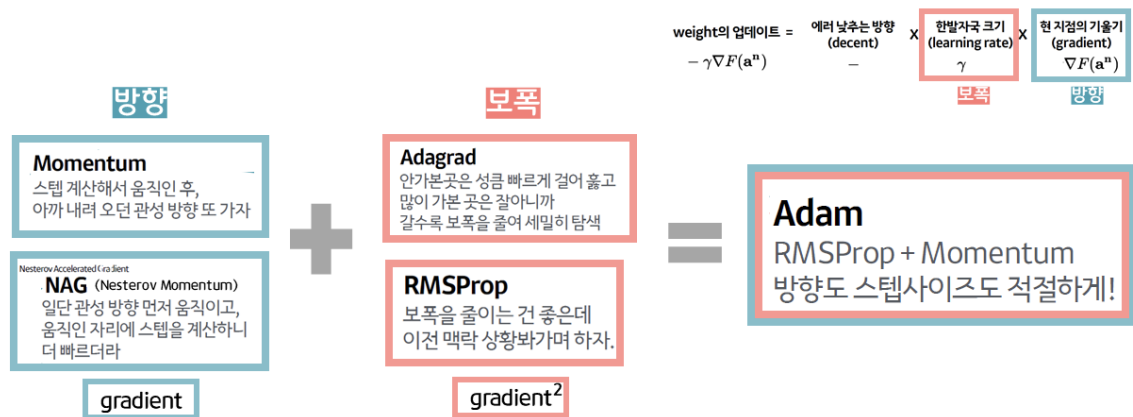 weight의 업데이트 = 에러 낮추는 방향 x 한발자국 크기 x 현 지점의 기울기
(decent) (learning rate) (gradient)
− γ∇F(aⁿ) − γ ∇F(aⁿ)
보폭 방향
방향
Momentum
스텝 계산해서 움직인 후,
아까 내려 오던 관성 방향 또 가자
Nesterov Accelerated Gradient
NAG (Nesterov Momentum)
일단 관성 방향 먼저 움직이고,
움직인 자리에 스텝을 계산하니
더 빠르더라
gradient
+
보폭
Adagrad
안가본곳은 성큼 빠르게 걸어 훓고
많이 가본 곳은 잘아니까
갈수록 보폭을 줄여 세밀히 탐색
RMSProp
보폭을 줄이는 건 좋은데
이전 맥락 상황봐가며 하자.
gradient²
=
Adam
RMSProp + Momentum
방향도 스텝사이즈도 적절하게!